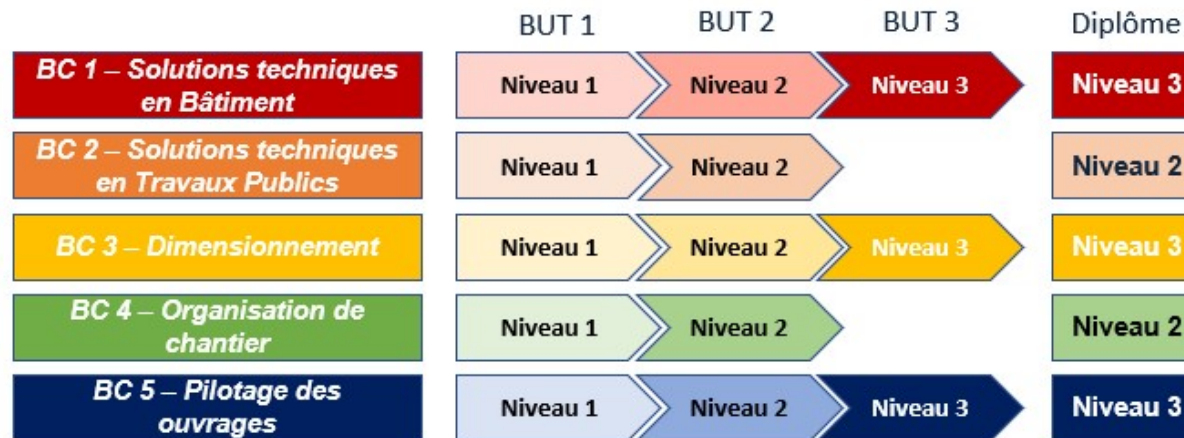 BUT 1 BUT 2 BUT 3 Diplôme
BC 1 – Solutions techniques
en Bâtiment
Niveau 1 Niveau 2 Niveau 3 Niveau 3
BC 2 – Solutions techniques
en Travaux Publics
Niveau 1 Niveau 2 Niveau 2
BC 3 – Dimensionnement
Niveau 1 Niveau 2 Niveau 3 Niveau 3
BC 4 – Organisation de
chantier
Niveau 1 Niveau 2 Niveau 2
BC 5 – Pilotage des
ouvrages
Niveau 1 Niveau 2 Niveau 3 Niveau 3